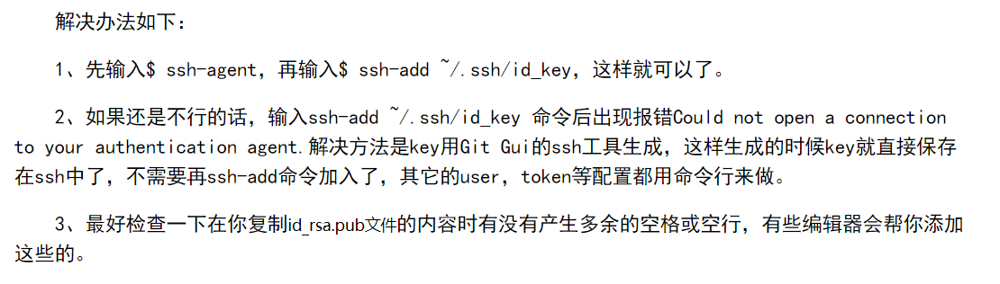 解决办法如下：
1、先输入$ ssh-agent，再输入$ ssh-add ~/.ssh/id_key，这样就可以了。
2、如果还是不行的话，输入ssh-add ~/.ssh/id_key 命令后出现报错Could not open a connection
to your authentication agent.解决方法是key用Git Gui的ssh工具生成，这样生成的时候key就直接保存
在ssh中了，不需要再ssh-add命令加入了，其它的user，token等配置都用命令行来做。
3、最好检查一下在你复制id_rsa.pub文件的内容时有没有产生多余的空格或空行，有些编辑器会帮你添加
这些的。